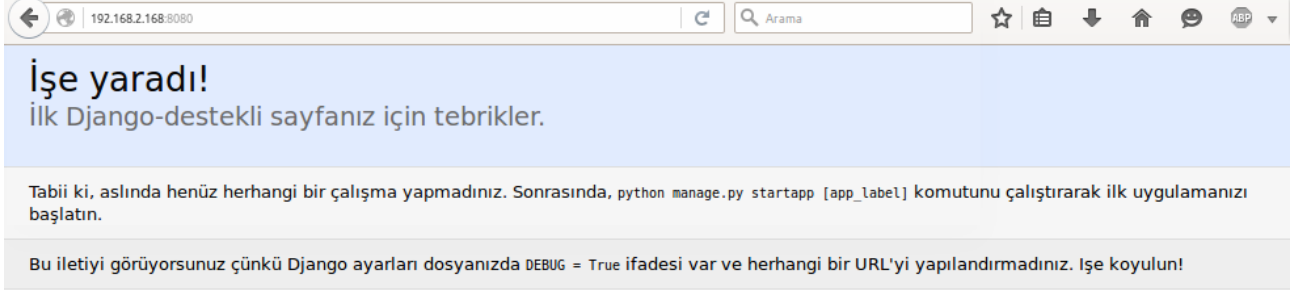 192.168.2.168:8080
Arama
ABP
İşe yaradı!
İlk Django-destekli sayfanız için tebrikler.
Tabii ki, aslında henüz herhangi bir çalışma yapmadınız. Sonrasında, python manage.py startapp [app_label] komutunu çalıştırarak ilk uygulamanızı
başlatın.
Bu iletiyi görüyorsunuz çünkü Django ayarları dosyanızda DEBUG = True ifadesi var ve herhangi bir URL'yi yapılandırmadınız. Işe koyulun!